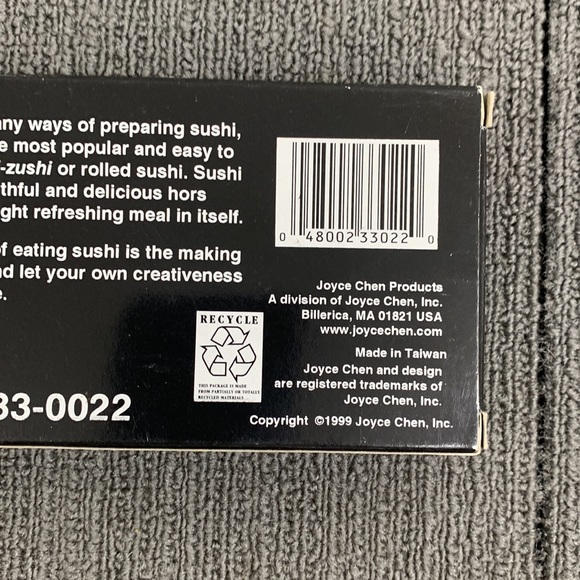 any ways of preparing sushi,
e most popular and easy to
i-zushi or rolled sushi. Sushi
thful and delicious hors
ght refreshing meal in itself.
of eating sushi is the making
nd let your own creativeness
e.
33-0022
0 48002 33022 0
Joyce Chen Products
A division of Joyce Chen, Inc.
Billerica, MA 01821 USA
www.joycechen.com
RECYCLE
THIS PACKAGE IS MADE
FROM PARTIALLY OR TOTALLY
RECYCLED MATERIALS
Made in Taiwan
Joyce Chen and design
are registered trademarks of
Joyce Chen, Inc.
Copyright ©1999 Joyce Chen, Inc.